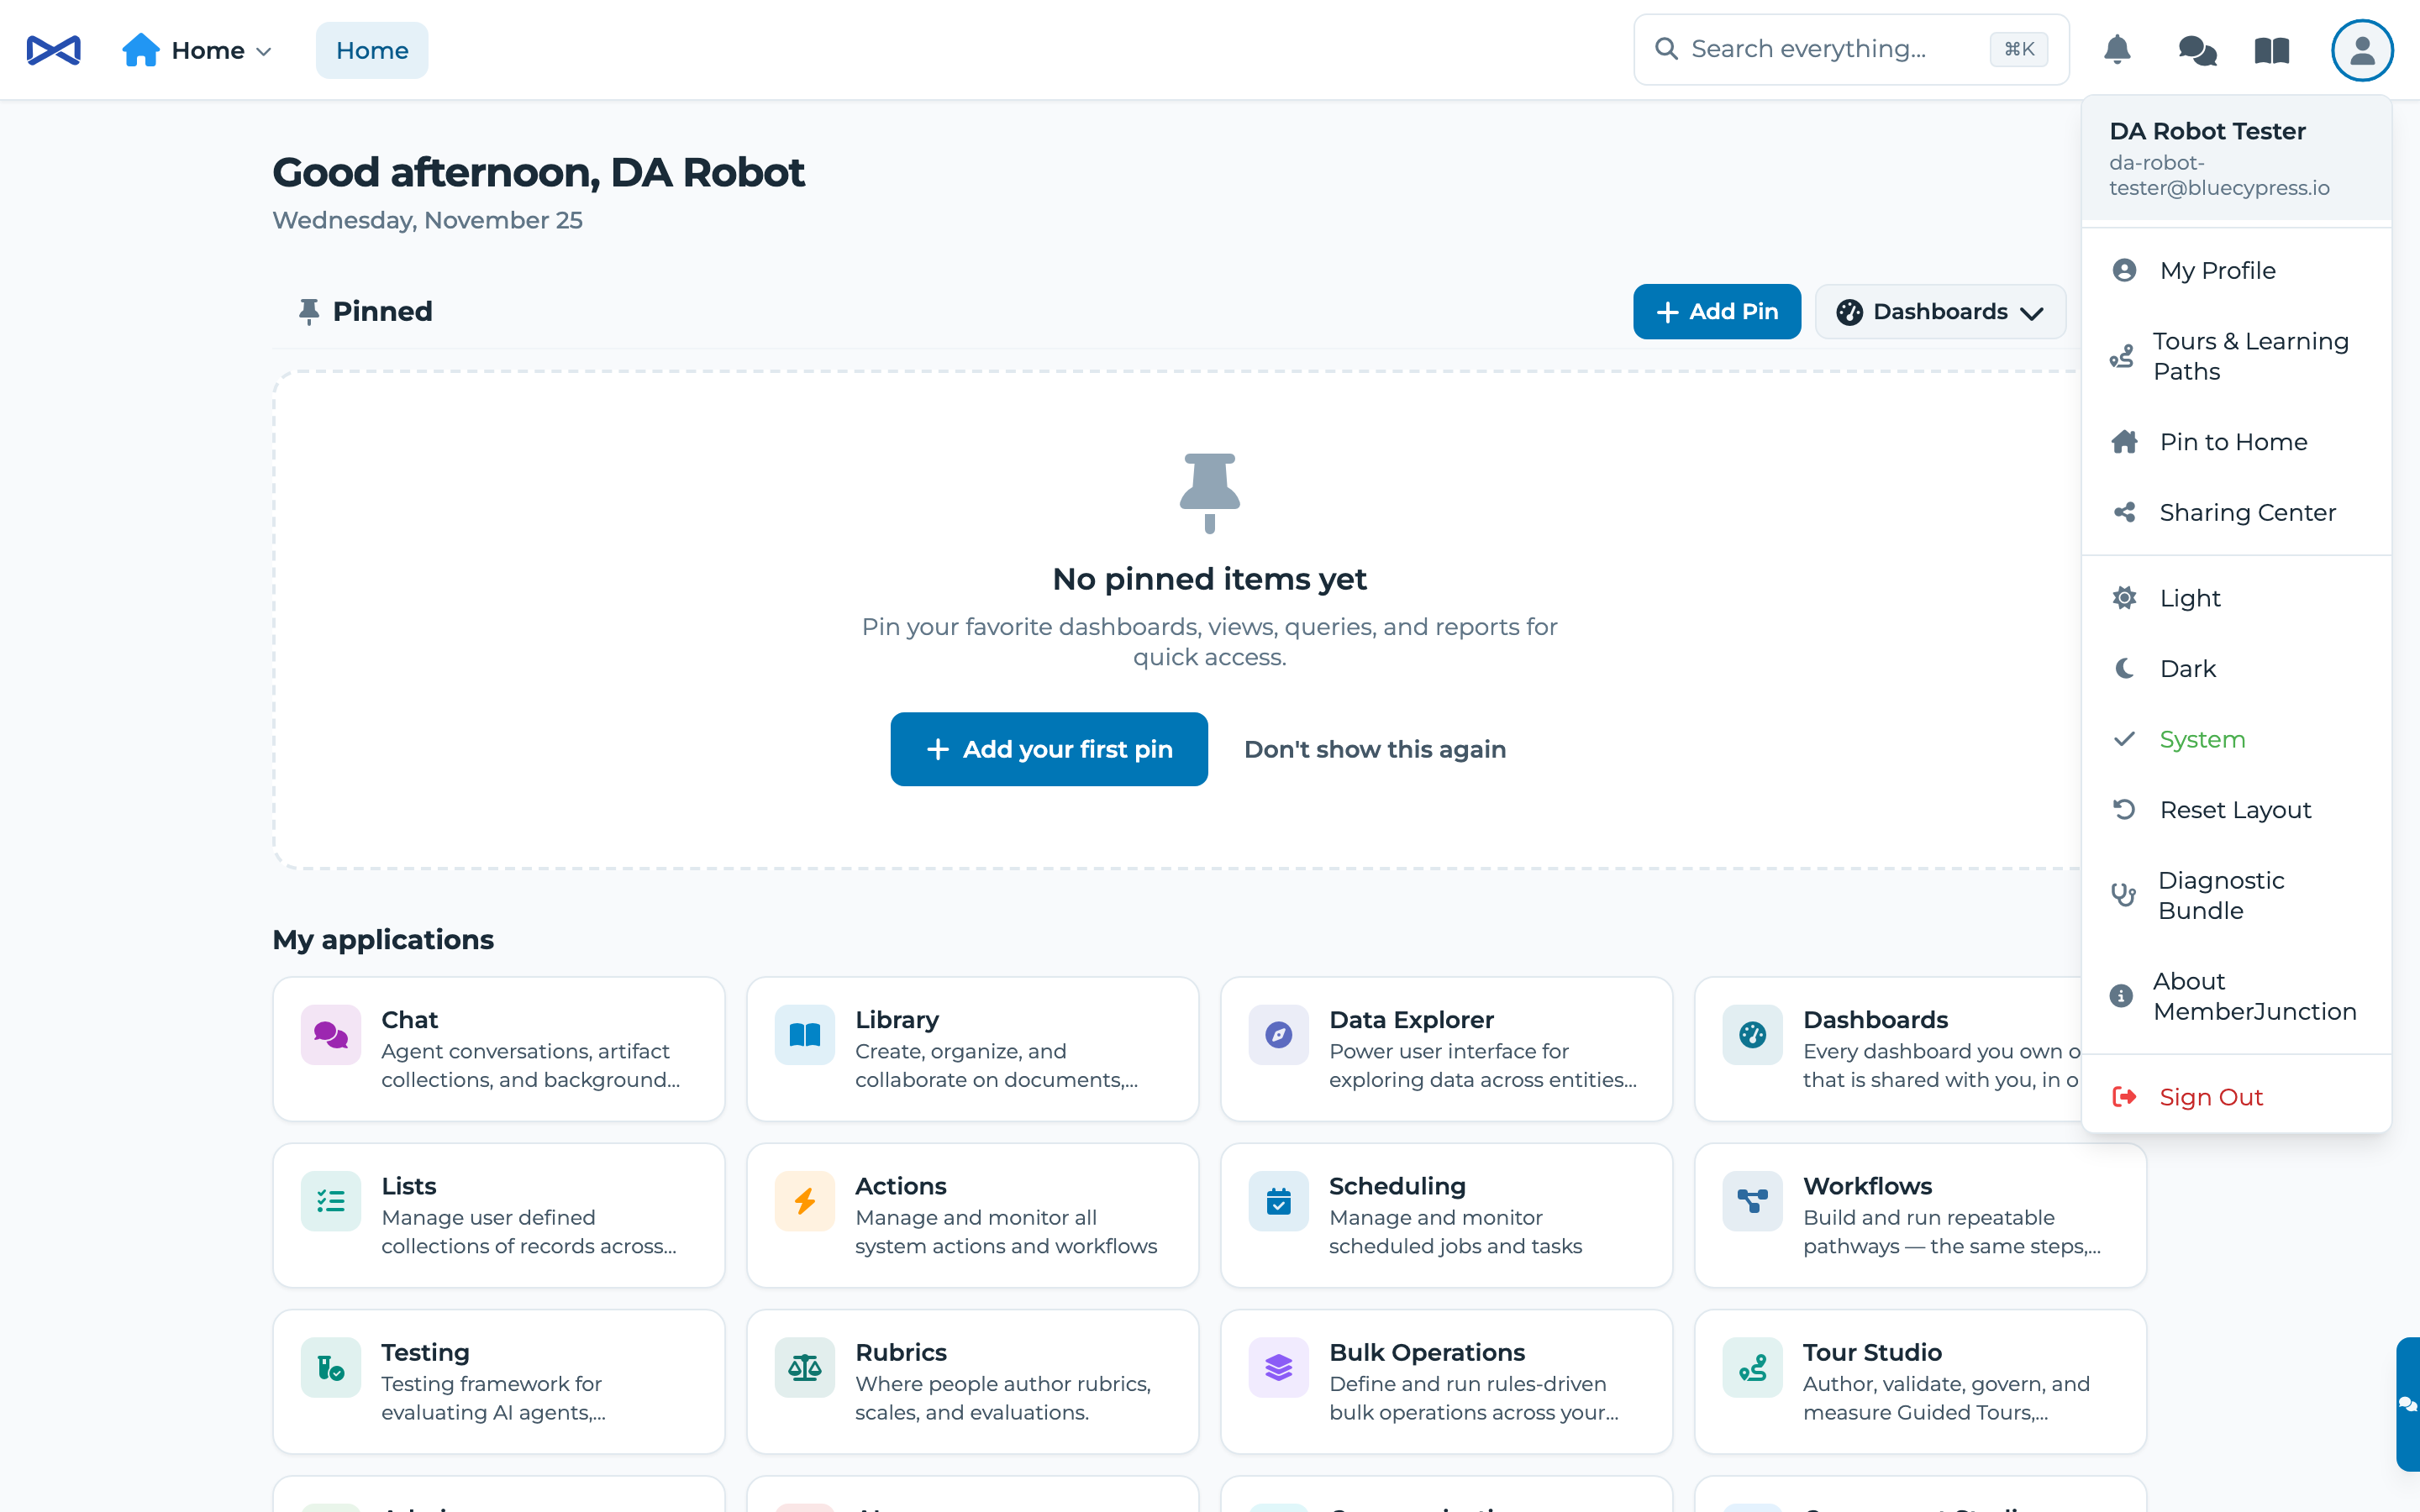 Home
Home
Search everything...
⌘K
DA Robot Tester
da-robot-
tester@bluecypress.io
Good afternoon, DA Robot
Wednesday, November 25
My Profile
Pinned
Add Pin
Dashboards
Tours & Learning
Paths
Pin to Home
Sharing Center
No pinned items yet
Pin your favorite dashboards, views, queries, and reports for
quick access.
Light
Dark
Add your first pin
Don't show this again
System
Reset Layout
Diagnostic
Bundle
About
MemberJunction
Sign Out
My applications
Chat
Agent conversations, artifact
collections, and background...
Library
Create, organize, and
collaborate on documents,...
Data Explorer
Power user interface for
exploring data across entities...
Dashboards
Every dashboard you own
that is shared with you, in
Lists
Manage user defined
collections of records across...
Actions
Manage and monitor all
system actions and workflows
Scheduling
Manage and monitor
scheduled jobs and tasks
Workflows
Build and run repeatable
pathways — the same steps,...
Testing
Testing framework for
evaluating AI agents,...
Rubrics
Where people author rubrics,
scales, and evaluations.
Bulk Operations
Define and run rules-driven
bulk operations across your...
Tour Studio
Author, validate, govern, and
measure Guided Tours,...